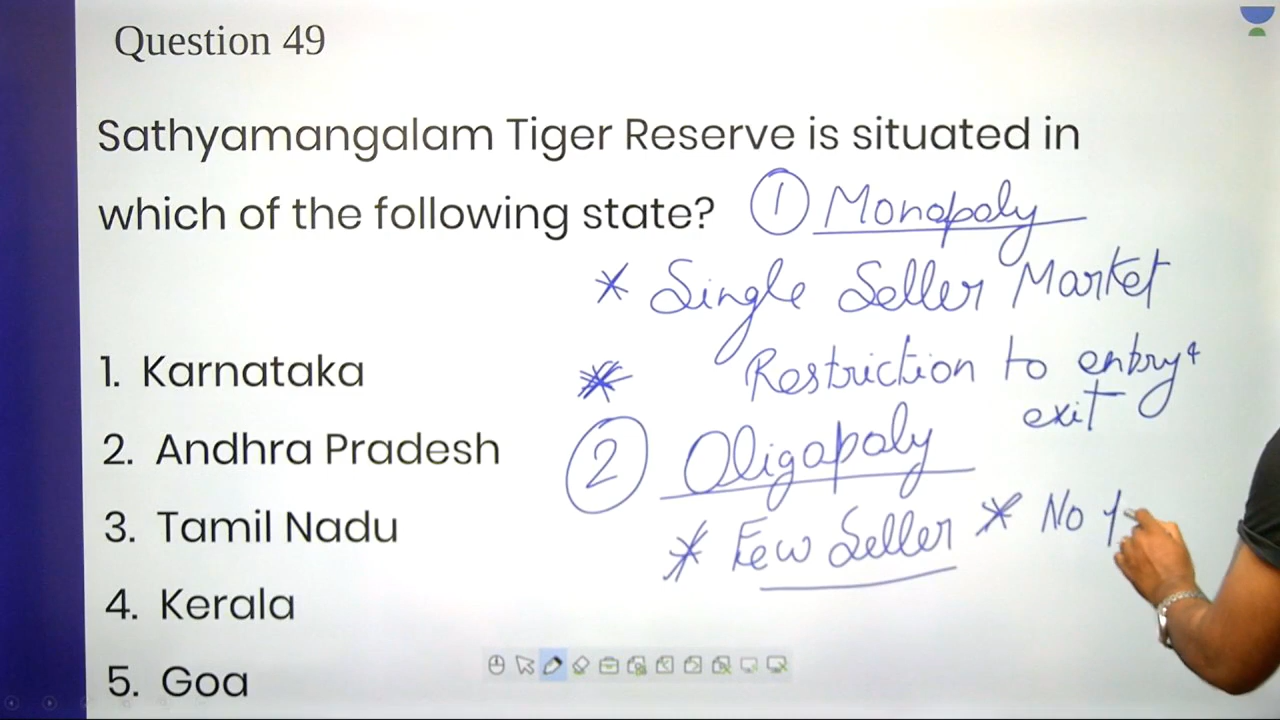 Question 49
Sathyamangalam Tiger Reserve is situated in
which of the following state?
① Monopoly
* Single Seller Market
* Restriction to entry &
exit
② Oligapoly
* Few Seller * No
1. Karnataka
2. Andhra Pradesh
3. Tamil Nadu
4. Kerala
5. Goa